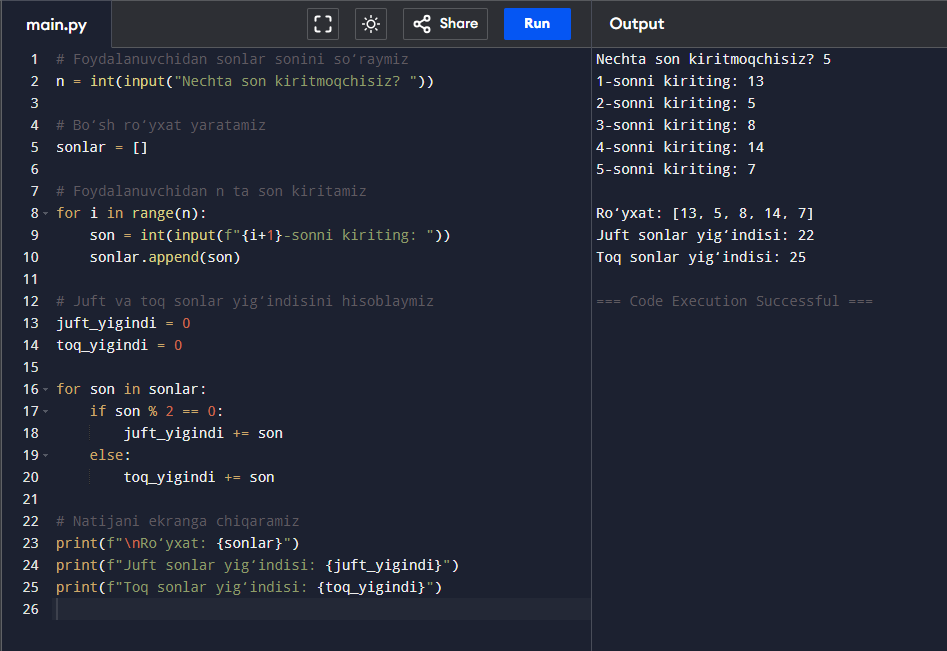 main.py
Share
Run
Output
1 # Foydalanuvchidan sonlar sonini so‘raymiz
2 n = int(input("Nechta son kiritmoqchisiz? "))
3
4 # Bo‘sh ro‘yxat yaratamiz
5 sonlar = []
6
7 # Foydalanuvchidan n ta son kiritamiz
8 for i in range(n):
9     son = int(input(f"{i+1}-sonni kiriting: "))
10     sonlar.append(son)
11
12 # Juft va toq sonlar yig‘indisini hisoblaymiz
13 juft_yigindi = 0
14 toq_yigindi = 0
15
16 for son in sonlar:
17     if son % 2 == 0:
18         juft_yigindi += son
19     else:
20         toq_yigindi += son
21
22 # Natijani ekranga chiqaramiz
23 print(f"\nRo‘yxat: {sonlar}")
24 print(f"Juft sonlar yig‘indisi: {juft_yigindi}")
25 print(f"Toq sonlar yig‘indisi: {toq_yigindi}")
26
Nechta son kiritmoqchisiz? 5
1-sonni kiriting: 13
2-sonni kiriting: 5
3-sonni kiriting: 8
4-sonni kiriting: 14
5-sonni kiriting: 7
Ro‘yxat: [13, 5, 8, 14, 7]
Juft sonlar yig‘indisi: 22
Toq sonlar yig‘indisi: 25
=== Code Execution Successful ===